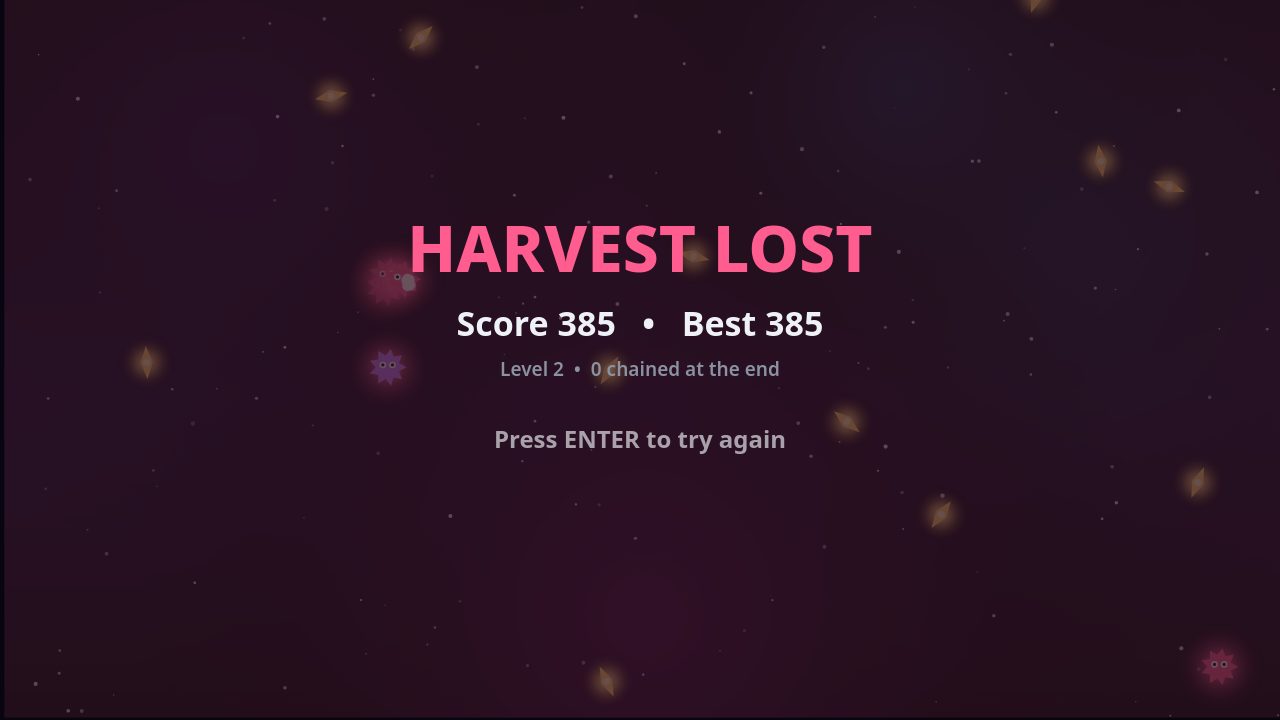 HARVEST LOST
Score 385 • Best 385
Level 2 • 0 chained at the end
Press ENTER to try again